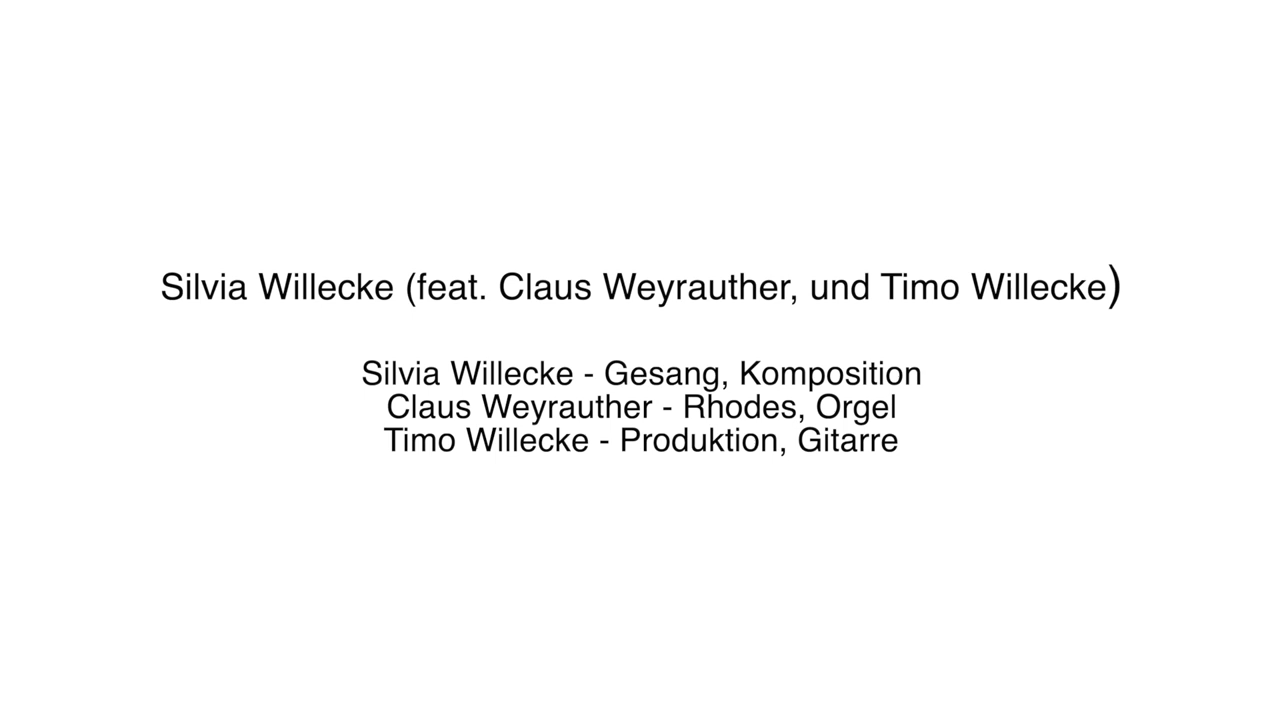 Silvia Willecke (feat. Claus Weyrauther, und Timo Willecke)
Silvia Willecke - Gesang, Komposition
Claus Weyrauther - Rhodes, Orgel
Timo Willecke - Produktion, Gitarre